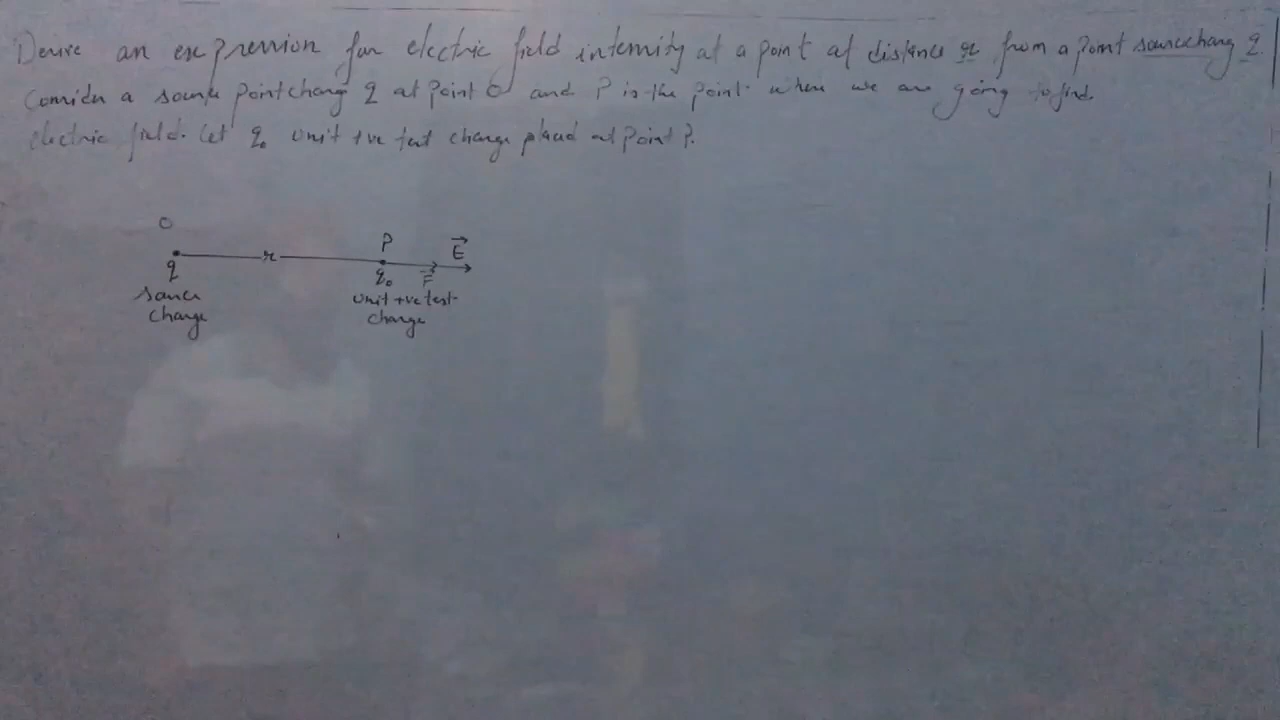 Derive an expression for electric field intensity at a point at distance r from a point source charge q.
Consider a source point charge q at point O and P is the point where we are going to find
electric field. Let q₀ unit +ve test charge placed at point P.
O
P
E
r
q
q₀
F
source
charge
unit +ve test
charge